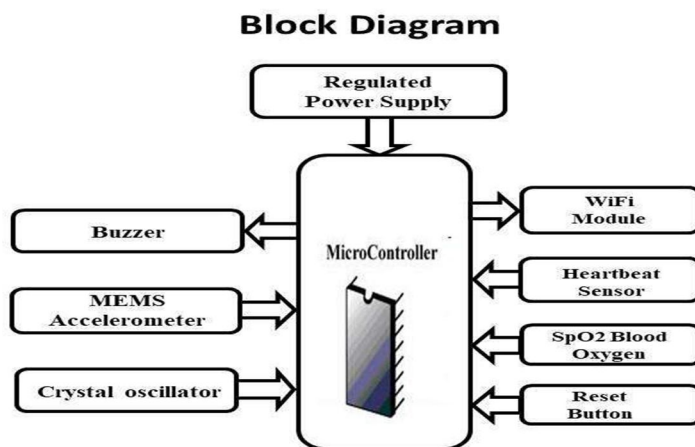 Block Diagram
Regulated
Power Supply
Buzzer
MEMS
Accelerometer
Crystal oscillator
MicroController
WiFi
Module
Heartbeat
Sensor
SpO2 Blood
Oxygen
Reset
Button